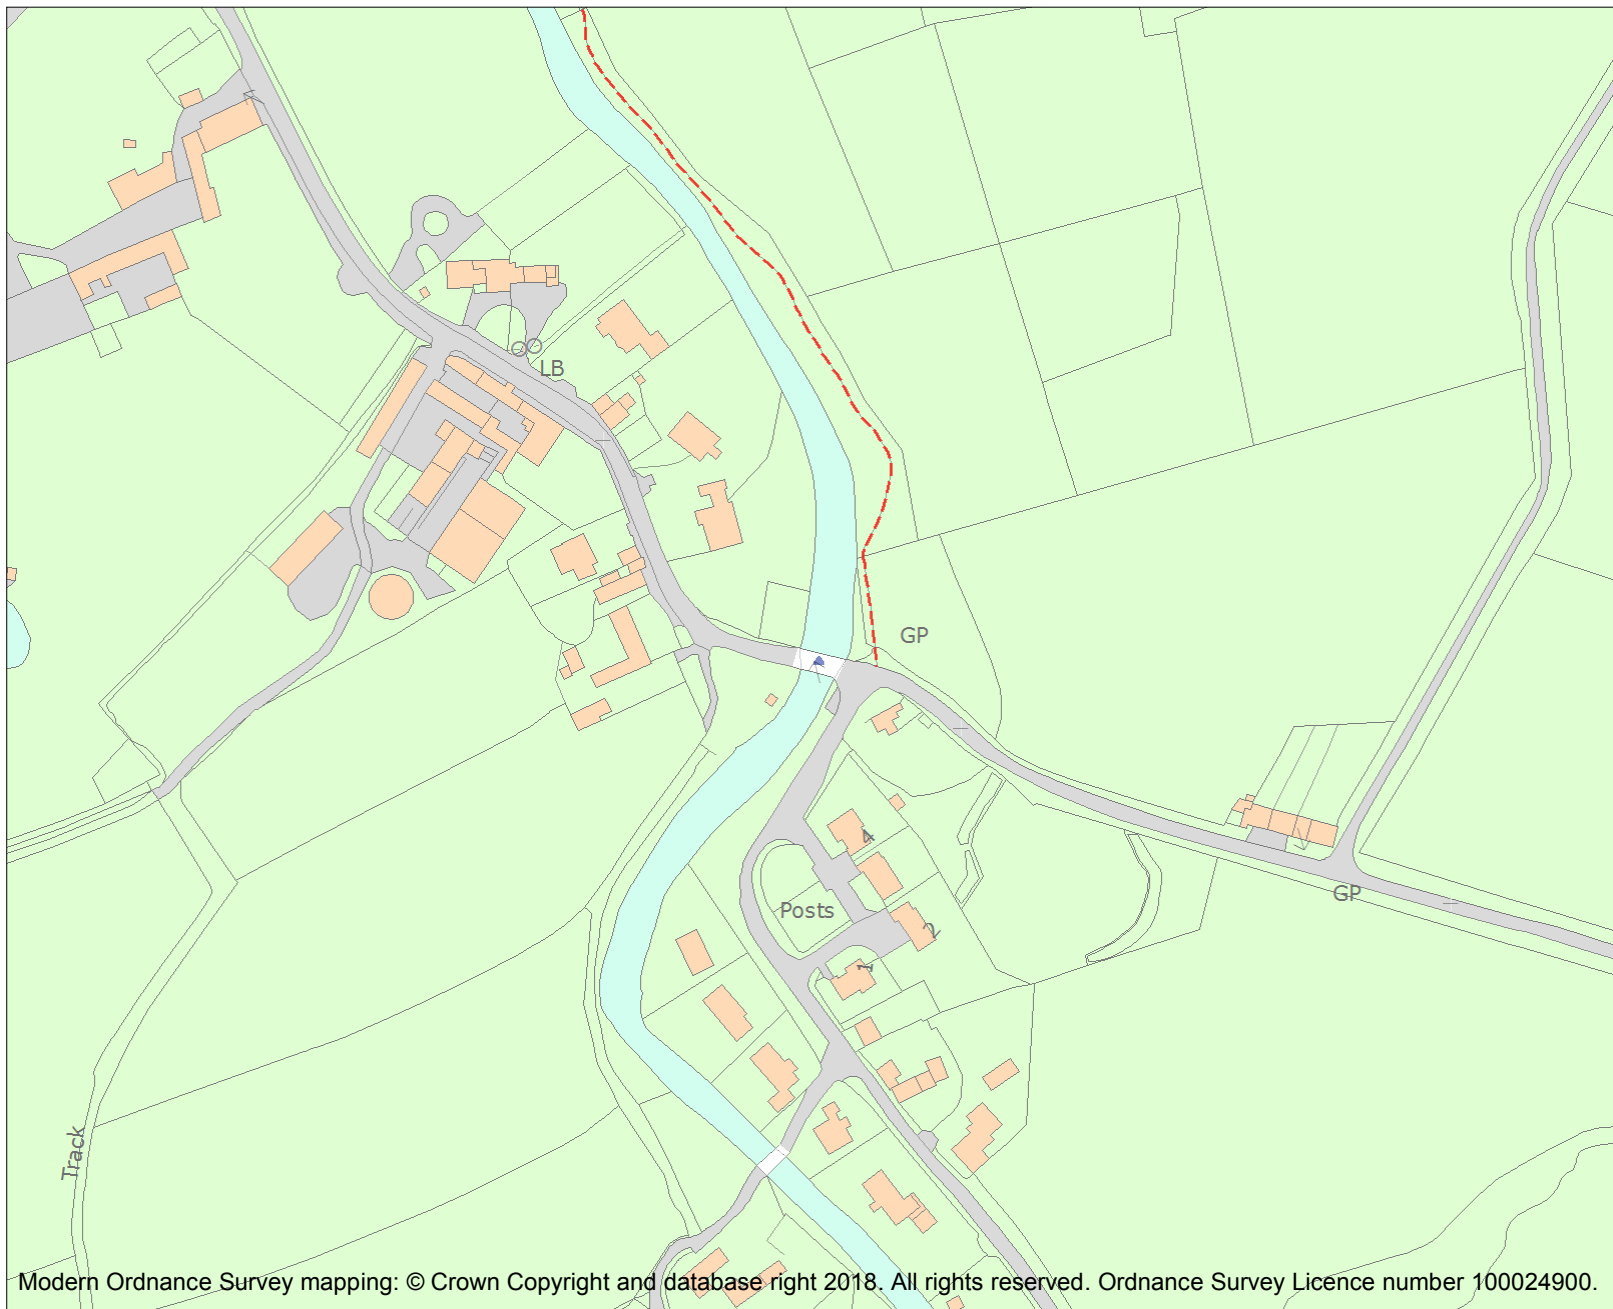 LB
GP
4
GP
Posts
2
1
Track
Modern Ordnance Survey mapping: © Crown Copyright and database right 2018. All rights reserved. Ordnance Survey Licence number 100024900.